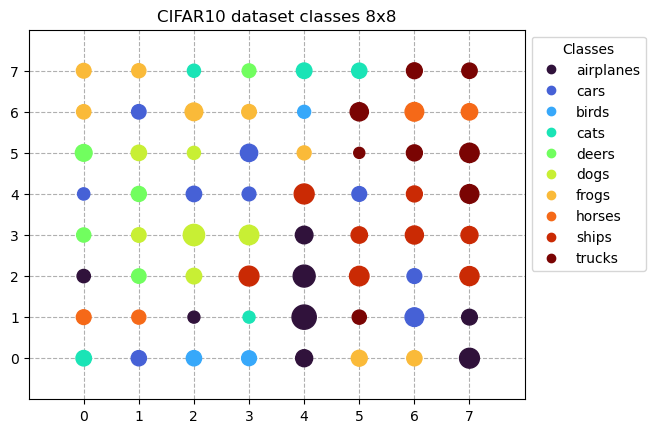 CIFAR10 dataset classes 8x8
7
6
5
4
3
2
1
0
0 1 2 3 4 5 6 7
Classes
airplanes
cars
birds
cats
deers
dogs
frogs
horses
ships
trucks